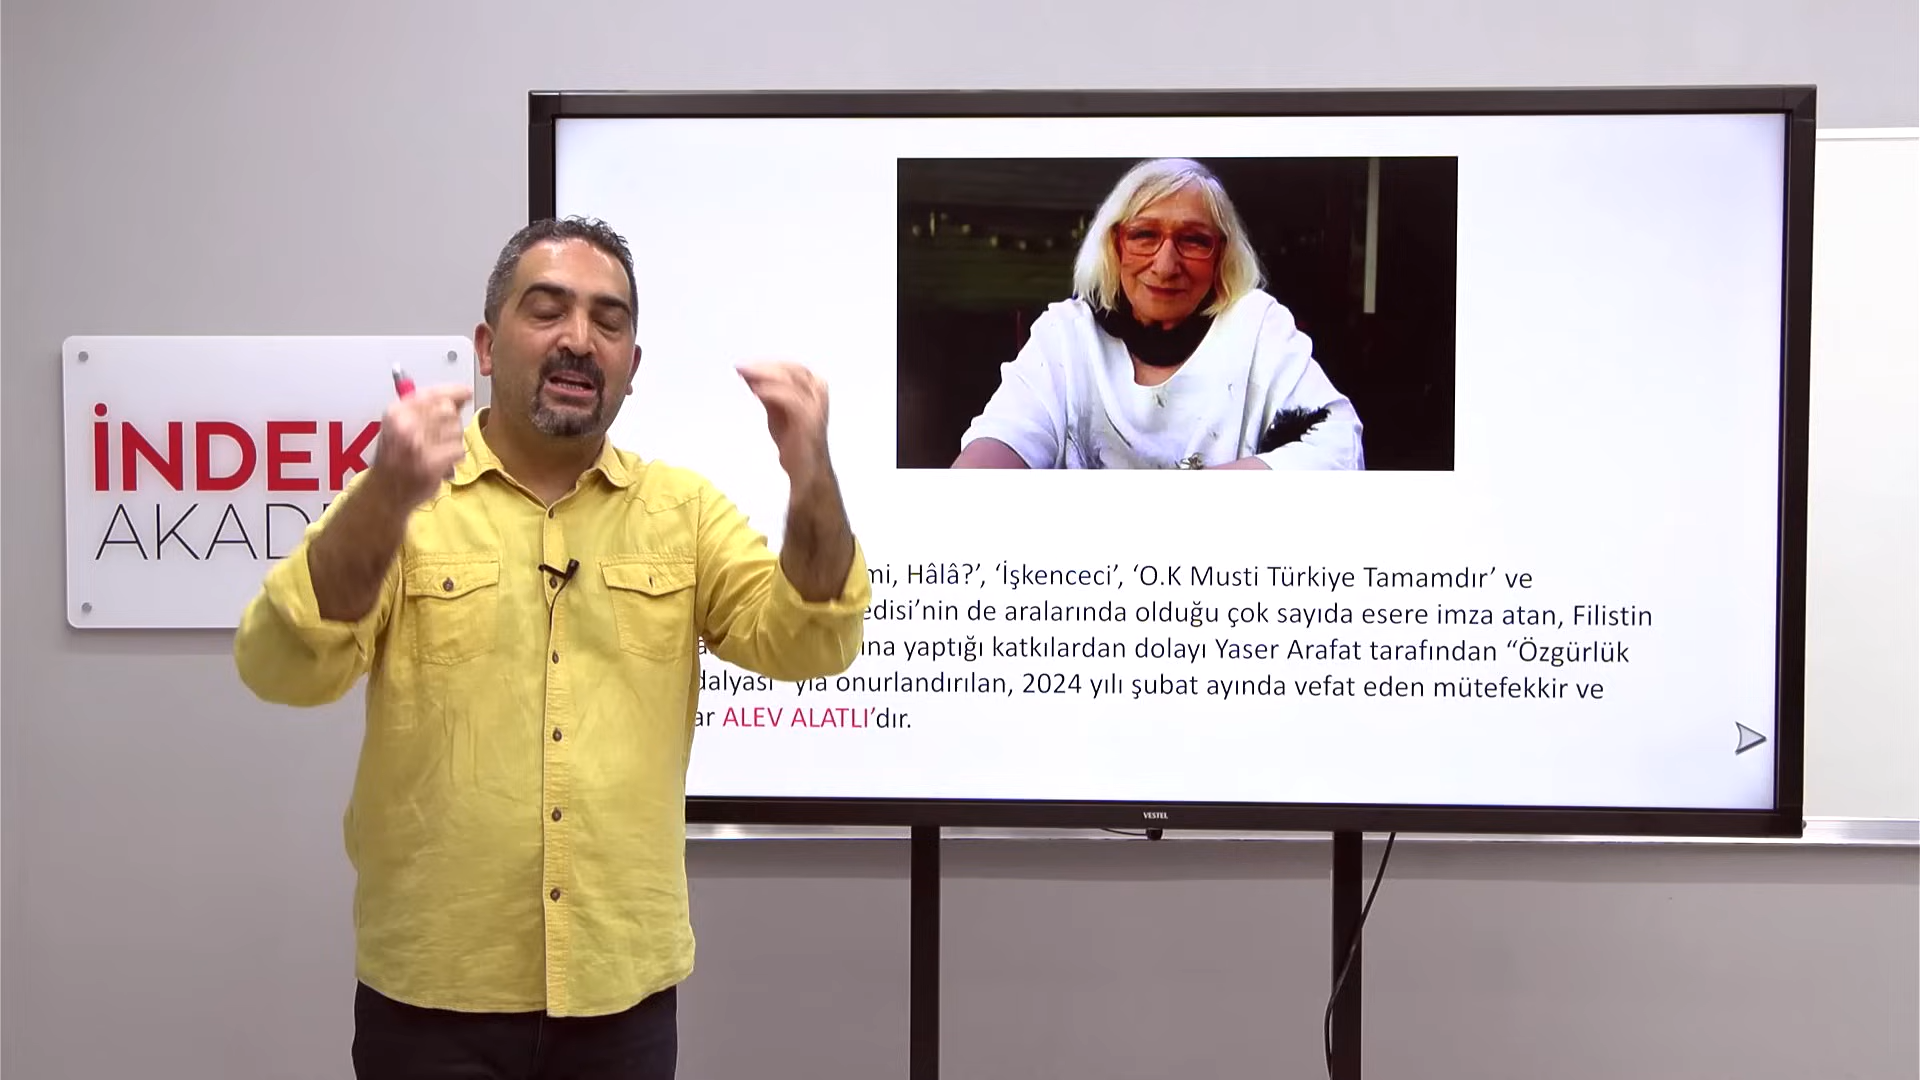 İNDEK
AKAD
mi, Hâlâ?’, ‘İşkenceci’, ‘O.K Musti Türkiye Tamamdır’ ve
edisi’nin de aralarında olduğu çok sayıda esere imza atan, Filistin
ına yaptığı katkılardan dolayı Yaser Arafat tarafından “Özgürlük
dalyası”yla onurlandırılan, 2024 yılı şubat ayında vefat eden mütefekkir ve
ar ALEV ALATLI’dır.
VESTEL